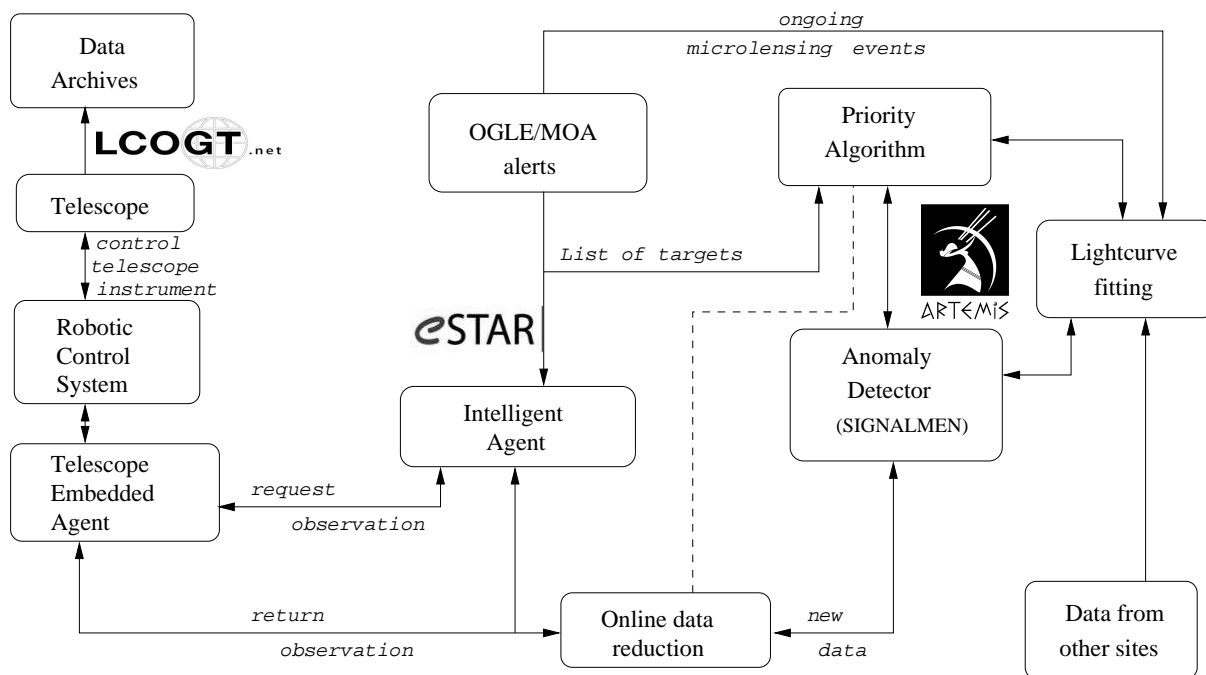 Data
Archives
LCOGT.net
Telescope
control
telescope
instrument
Robotic
Control
System
Telescope
Embedded
Agent
request
observation
return
observation
OGLE/MOA
alerts
ongoing
microlensing events
List of targets
eSTAR
Intelligent
Agent
Priority
Algorithm
ARTEMiS
Anomaly
Detector
(SIGNALMEN)
Lightcurve
fitting
Online data
reduction
new
data
Data from
other sites